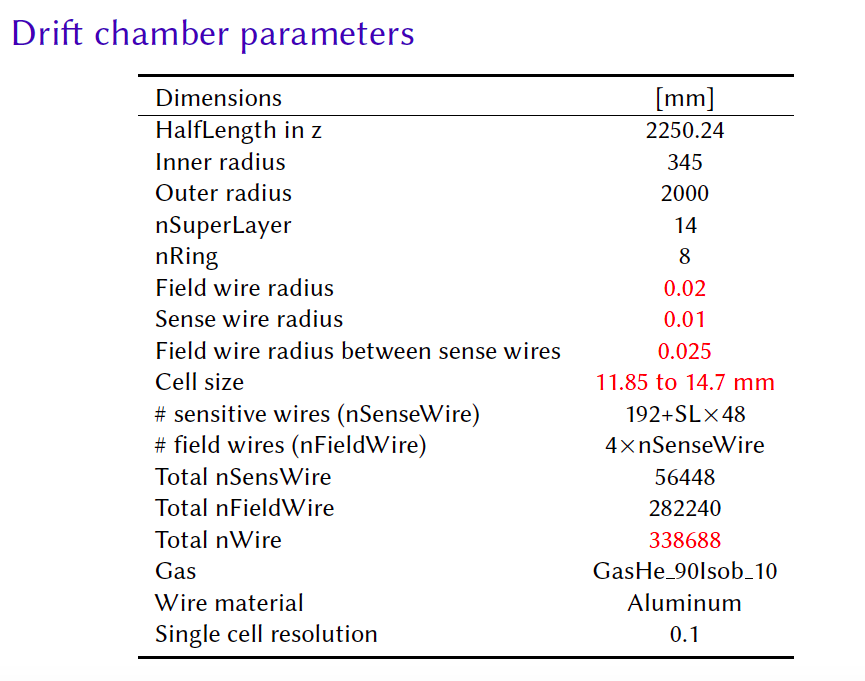 Drift chamber parameters
Dimensions [mm]
HalfLength in z 2250.24
Inner radius 345
Outer radius 2000
nSuperLayer 14
nRing 8
Field wire radius 0.02
Sense wire radius 0.01
Field wire radius between sense wires 0.025
Cell size 11.85 to 14.7 mm
# sensitive wires (nSenseWire) 192+SL×48
# field wires (nFieldWire) 4×nSenseWire
Total nSensWire 56448
Total nFieldWire 282240
Total nWire 338688
Gas GasHe_90Isob_10
Wire material Aluminum
Single cell resolution 0.1